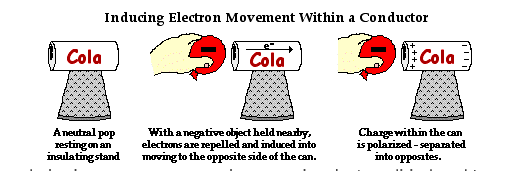 Inducing Electron Movement Within a Conductor
Cola
e-
Cola
+ + + + Cola - - - -
A neutral pop
resting on an
insulating stand
With a negative object held nearby,
electrons are repelled and induced into
moving to the opposite side of the can.
Charge within the can
is polarized - separated
into opposites.